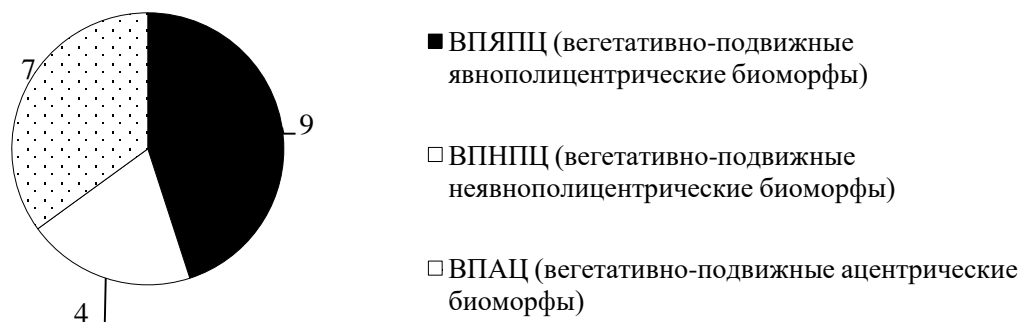 ВПЯПЦ (вегетативно-подвижные
явнополицентрические биоморфы)
7
9
ВПНПЦ (вегетативно-подвижные
неявнополицентрические биоморфы)
ВПАЦ (вегетативно-подвижные ацентрические
биоморфы)
4